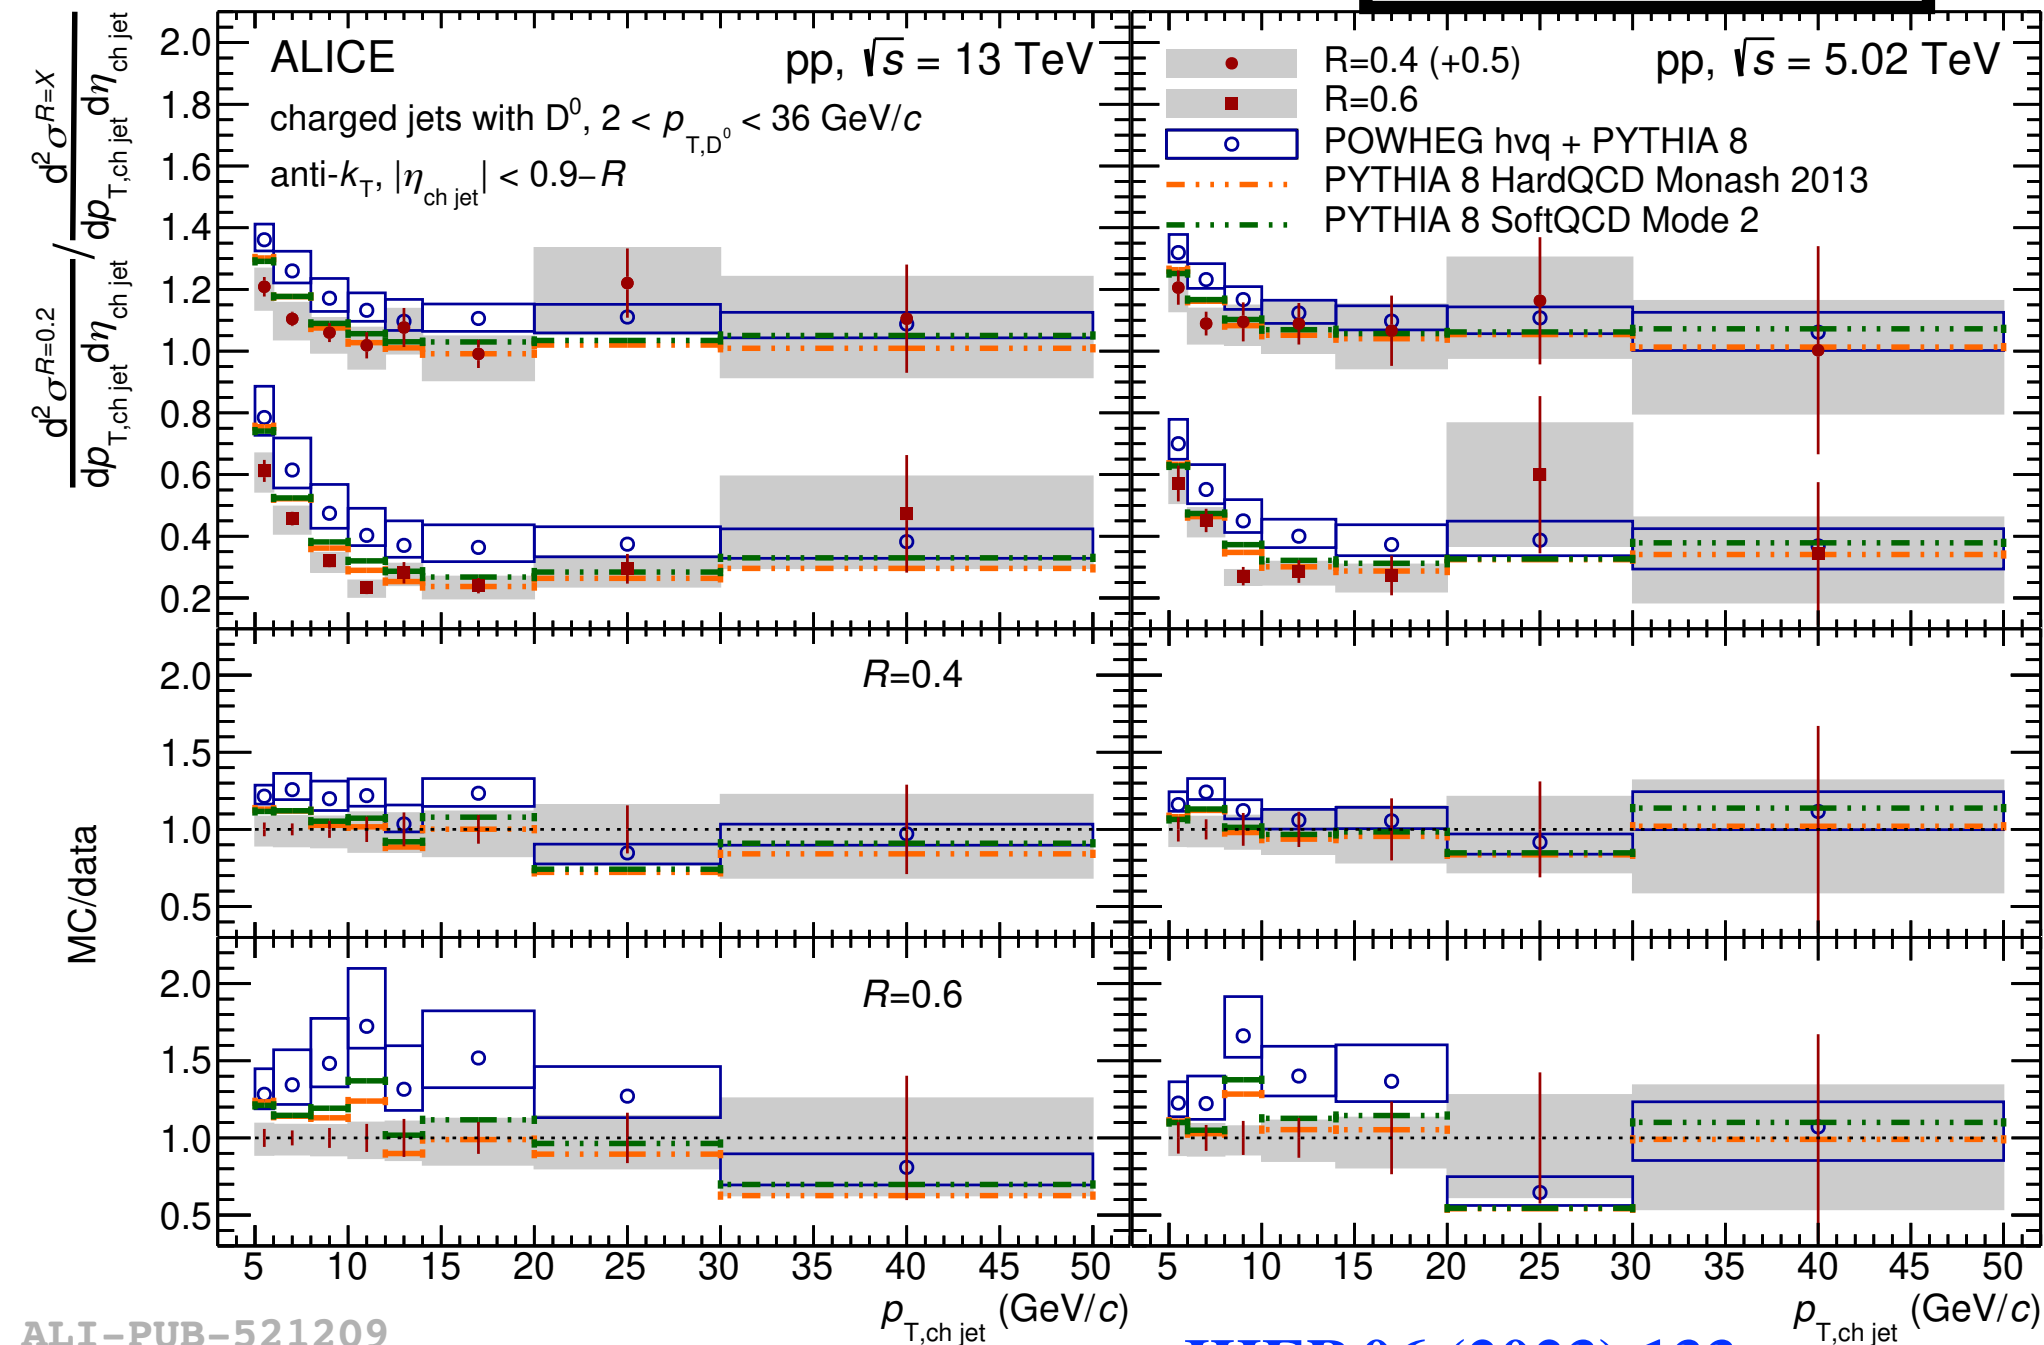 d²σ^R=0.2 / dp_T,ch jet dη_ch jet / d²σ^R=X / dp_T,ch jet dη_ch jet
MC/data
2.0
1.8
1.6
1.4
1.2
1.0
0.8
0.6
0.4
0.2
ALICE
pp, √s = 13 TeV
charged jets with D⁰, 2 < p_T,D⁰ < 36 GeV/c
anti-k_T, |η_ch jet| < 0.9−R
R=0.4 (+0.5)
pp, √s = 5.02 TeV
R=0.6
POWHEG hvq + PYTHIA 8
PYTHIA 8 HardQCD Monash 2013
PYTHIA 8 SoftQCD Mode 2
2.0
1.5
1.0
0.5
R=0.4
2.0
1.5
1.0
0.5
R=0.6
5 10 15 20 25 30 35 40 45 50
5 10 15 20 25 30 35 40 45 50
p_T,ch jet (GeV/c)
p_T,ch jet (GeV/c)
ALI-PUB-521209